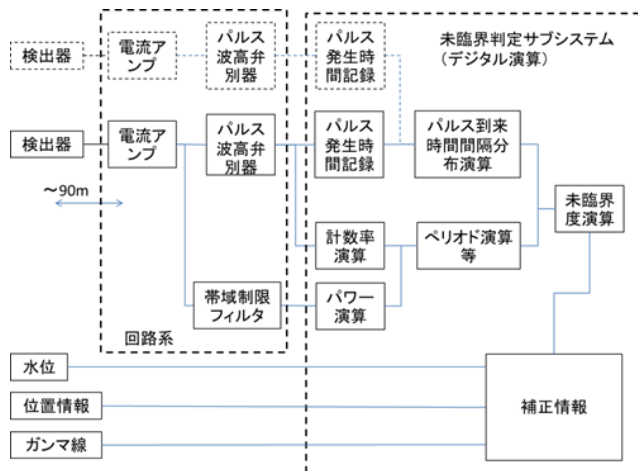 検出器
電流ア
ンプ
パルス
波高弁
別器
パルス
発生時
間記録
未臨界判定サブシステム
(デジタル演算)
検出器
電流ア
ンプ
パルス
波高弁
別器
パルス
発生時
間記録
パルス到来
時間間隔分
布演算
～90m
未臨界
度演算
計数率
演算
ペリオド演算
等
帯域制限
フィルタ
パワー
演算
回路系
水位
位置情報
ガンマ線
補正情報